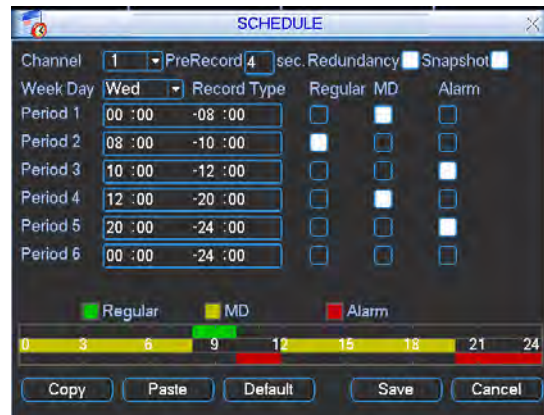 SCHEDULE
Channel 1 PreRecord 4 sec. Redundancy Snapshot
Week Day Wed Record Type Regular MD Alarm
Period 1 00 :00 -08 :00
Period 2 08 :00 -10 :00
Period 3 10 :00 -12 :00
Period 4 12 :00 -20 :00
Period 5 20 :00 -24 :00
Period 6 00 :00 -24 :00
Regular MD Alarm
0 3 6 9 12 15 18 21 24
Copy Paste Default Save Cancel